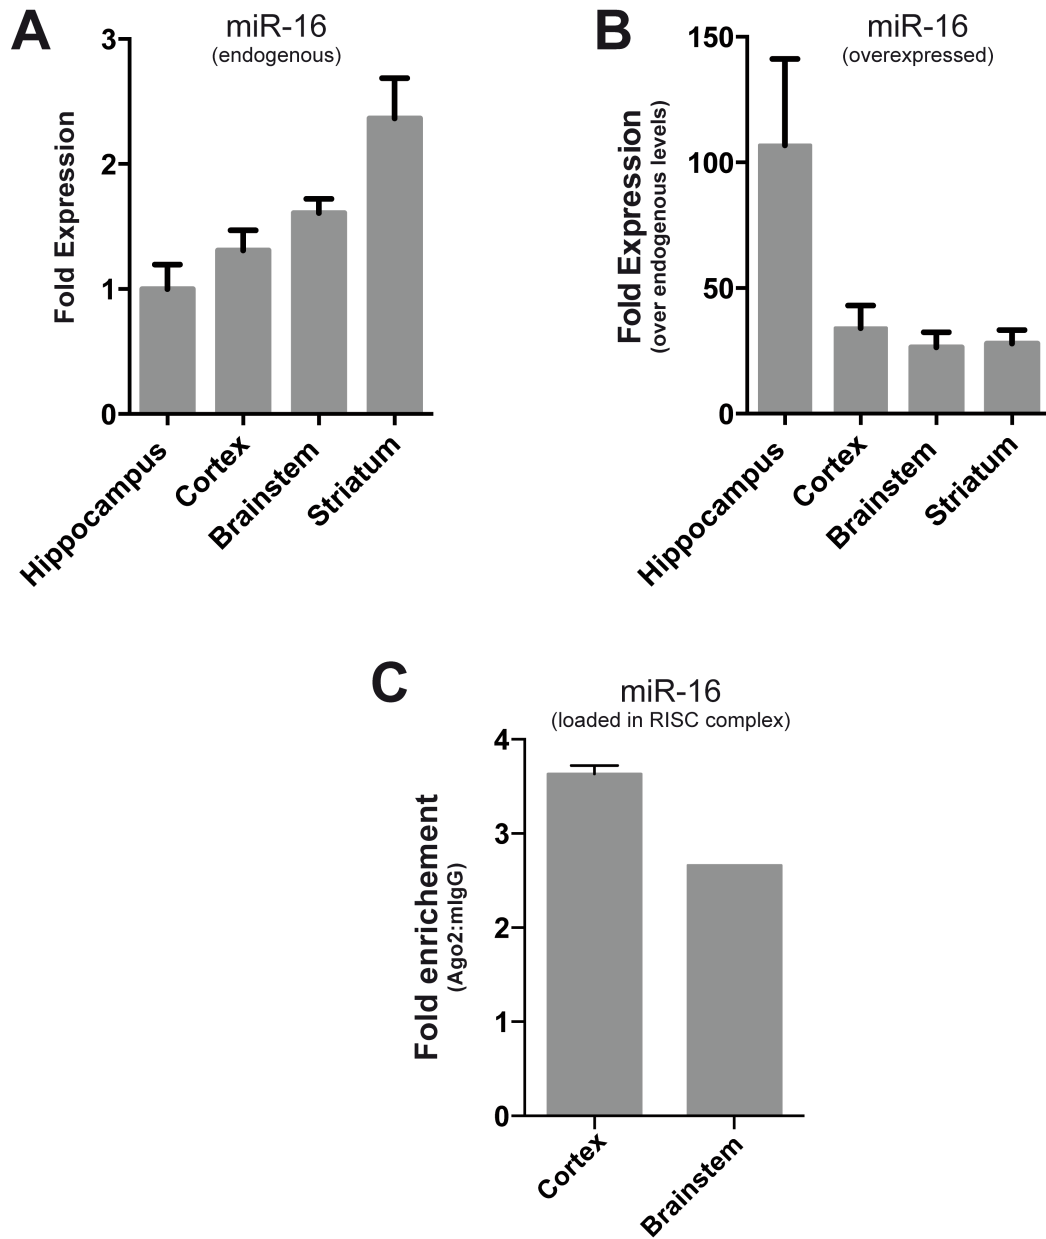 A
miR-16
(endogenous)
Fold Expression
3
2
1
0
Hippocampus
Cortex
Brainstem
Striatum
B
miR-16
(overexpressed)
Fold Expression
(over endogenous levels)
150
100
50
0
Hippocampus
Cortex
Brainstem
Striatum
C
miR-16
(loaded in RISC complex)
Fold enrichement
(Ago2:mIgG)
4
3
2
1
0
Cortex
Brainstem